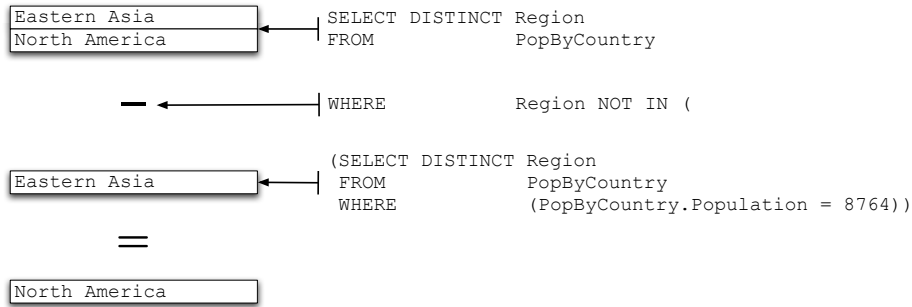 Eastern Asia
North America
SELECT DISTINCT Region
FROM PopByCountry
—
WHERE Region NOT IN (
Eastern Asia
(SELECT DISTINCT Region
FROM PopByCountry
WHERE (PopByCountry.Population = 8764))
=
North America